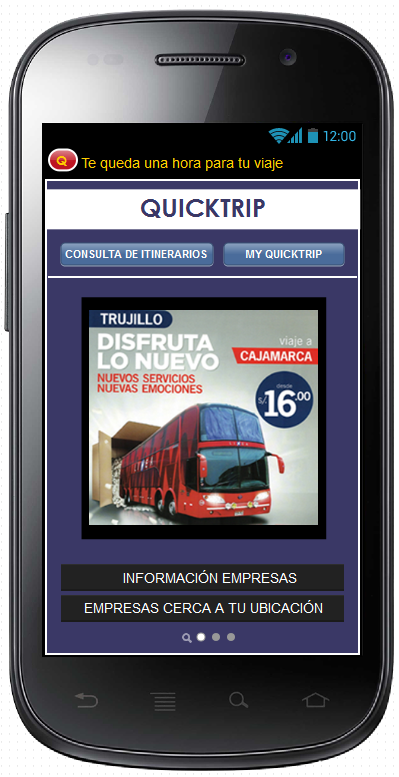 12:00
Q Te queda una hora para tu viaje
QUICKTRIP
CONSULTA DE ITINERARIOS
MY QUICKTRIP
TRUJILLO
DISFRUTA
LO NUEVO
NUEVOS SERVICIOS
NUEVAS EMOCIONES
viaje a
CAJAMARCA
desde
S/.16.00
INFORMACIÓN EMPRESAS
EMPRESAS CERCA A TU UBICACIÓN